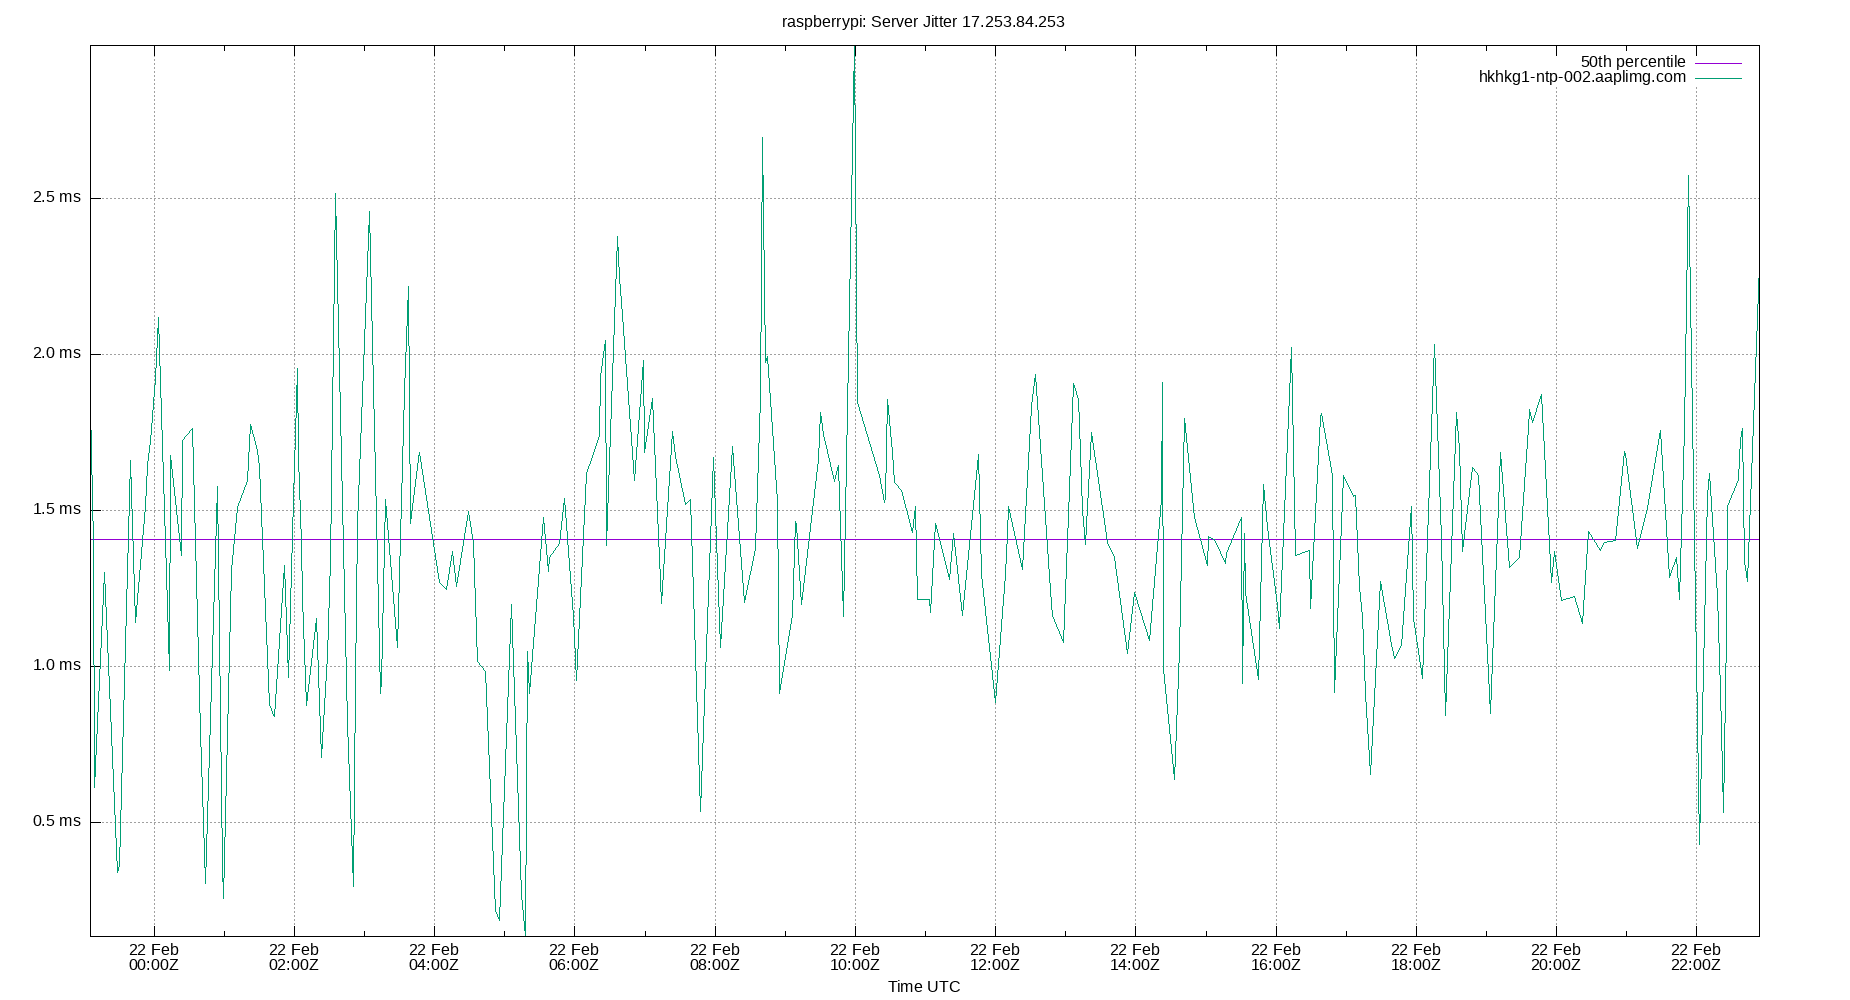 raspberrypi: Server Jitter 17.253.84.253
50th percentile
hkhkg1-ntp-002.aaplimg.com
2.5 ms
2.0 ms
1.5 ms
1.0 ms
0.5 ms
22 Feb 22 Feb 22 Feb 22 Feb 22 Feb 22 Feb 22 Feb 22 Feb 22 Feb 22 Feb 22 Feb 22 Feb
00:00Z 02:00Z 04:00Z 06:00Z 08:00Z 10:00Z 12:00Z 14:00Z 16:00Z 18:00Z 20:00Z 22:00Z
Time UTC